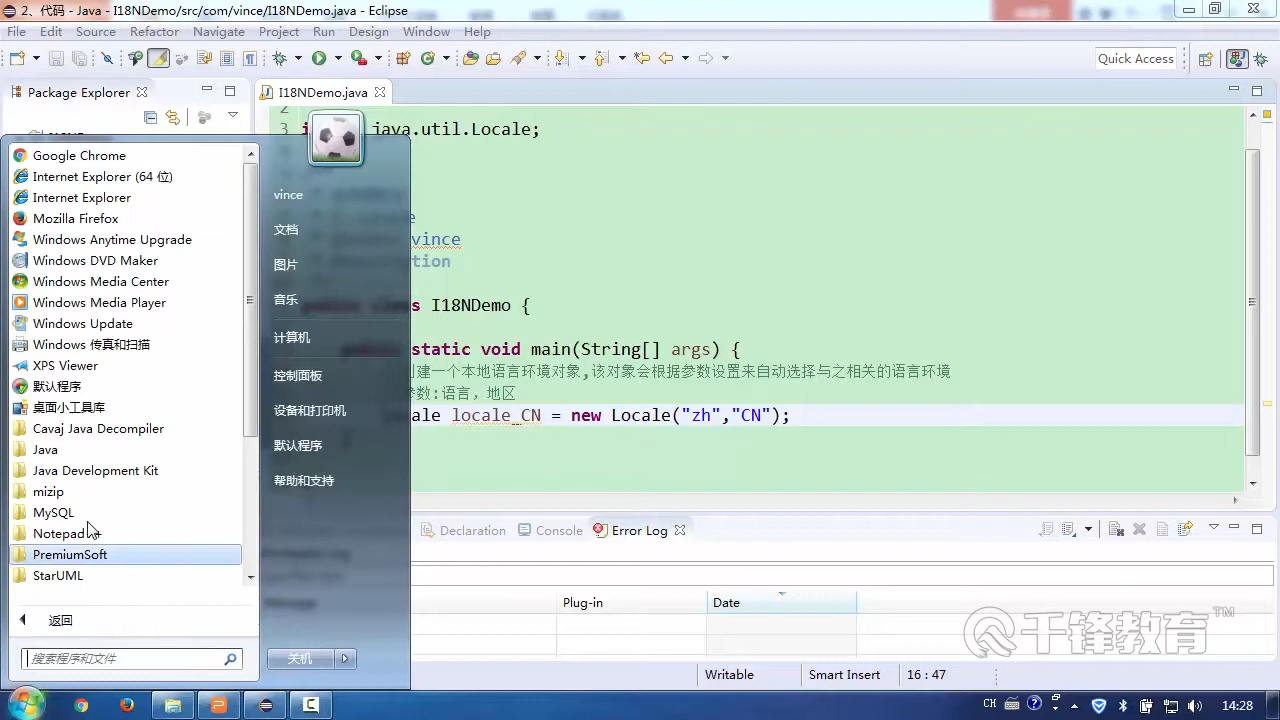 2、代码 - Java - I18NDemo/src/com/vince/I18NDemo.java - Eclipse
File Edit Source Refactor Navigate Project Run Design Window Help
Quick Access
Package Explorer
I18NDemo.java
2
3 java.util.Locale;
vince
public class I18NDemo {
public static void main(String[] args) {
建一个本地语言环境对象,该对象会根据参数设置来自动选择与之相关的语言环境
参数:语言，地区
ale locale_CN = new Locale("zh","CN");
Google Chrome
Internet Explorer (64 位)
Internet Explorer
Mozilla Firefox
Windows Anytime Upgrade
Windows DVD Maker
Windows Media Center
Windows Media Player
Windows Update
Windows 传真和扫描
XPS Viewer
默认程序
桌面小工具库
Cavaj Java Decompiler
Java
Java Development Kit
mizip
MySQL
Notepad++
PremiumSoft
StarUML
返回
搜索程序和文件
vince
文档
图片
音乐
计算机
控制面板
设备和打印机
默认程序
帮助和支持
关机
Declaration
Console
Error Log
Plug-in
Date
千锋教育™
Writable
Smart Insert
16 : 47
CH
14:28